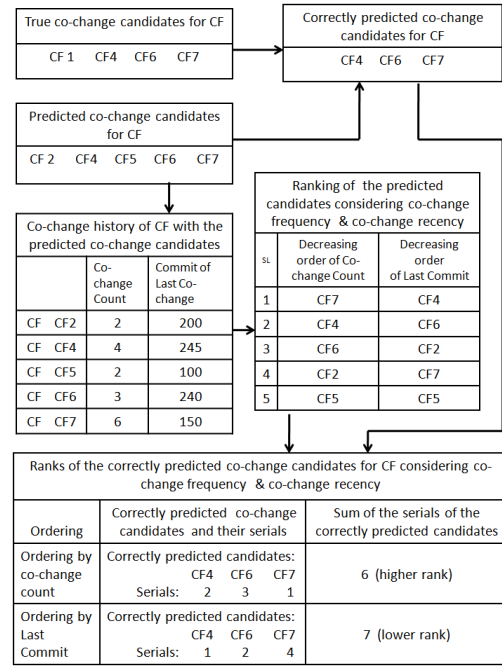 True co-change candidates for CF
CF 1 CF4 CF6 CF7
Correctly predicted co-change
candidates for CF
CF4 CF6 CF7
Predicted co-change candidates
for CF
CF 2 CF4 CF5 CF6 CF7
Co-change history of CF with the
predicted co-change candidates
Co-
change
Count
Commit of
Last Co-
change
CF CF2 2 200
CF CF4 4 245
CF CF5 2 100
CF CF6 3 240
CF CF7 6 150
Ranking of the predicted
candidates considering co-change
frequency & co-change recency
SL
Decreasing
order of Co-
change Count
Decreasing
order
of Last Commit
1 CF7 CF4
2 CF4 CF6
3 CF6 CF2
4 CF2 CF7
5 CF5 CF5
Ranks of the correctly predicted co-change candidates for CF considering co-
change frequency & co-change recency
Ordering
Correctly predicted co-change
candidates and their serials
Sum of the serials of the
correctly predicted candidates
Ordering by
co-change
count
Correctly predicted candidates:
CF4 CF6 CF7
Serials: 2 3 1
6 (higher rank)
Ordering by
Last
Commit
Correctly predicted candidates:
CF4 CF6 CF7
Serials: 1 2 4
7 (lower rank)